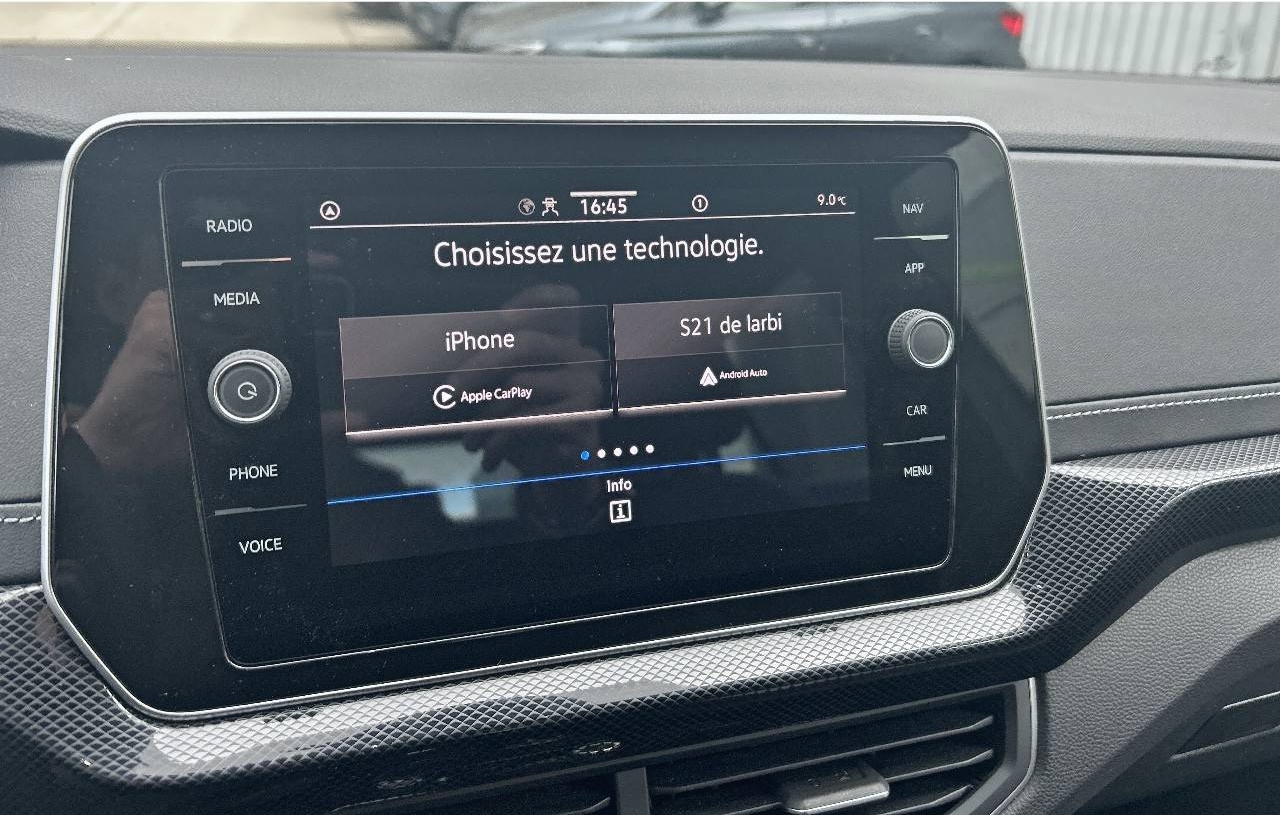 RADIO
MEDIA
PHONE
VOICE
16:45
1
9.0°C
Choisissez une technologie.
iPhone
Apple CarPlay
S21 de larbi
Android Auto
Info
i
NAV
APP
CAR
MENU